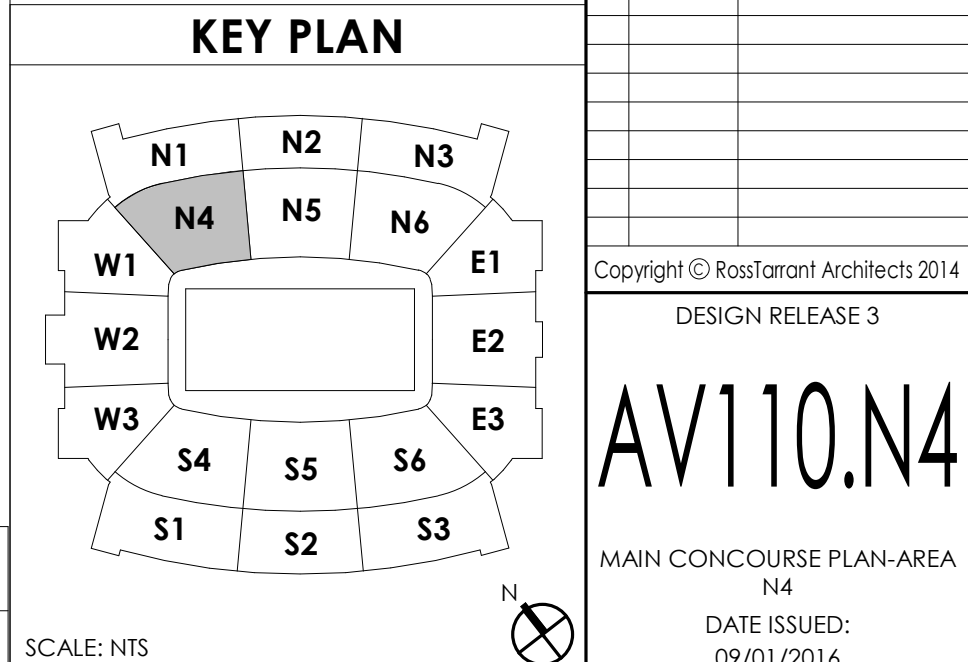 KEY PLAN
N1
N2
N3
N4
N5
N6
W1
E1
W2
E2
W3
E3
S4
S5
S6
S1
S2
S3
N
SCALE: NTS
Copyright © RossTarrant Architects 2014
DESIGN RELEASE 3
AV110.N4
MAIN CONCOURSE PLAN-AREA
N4
DATE ISSUED:
09/01/2016